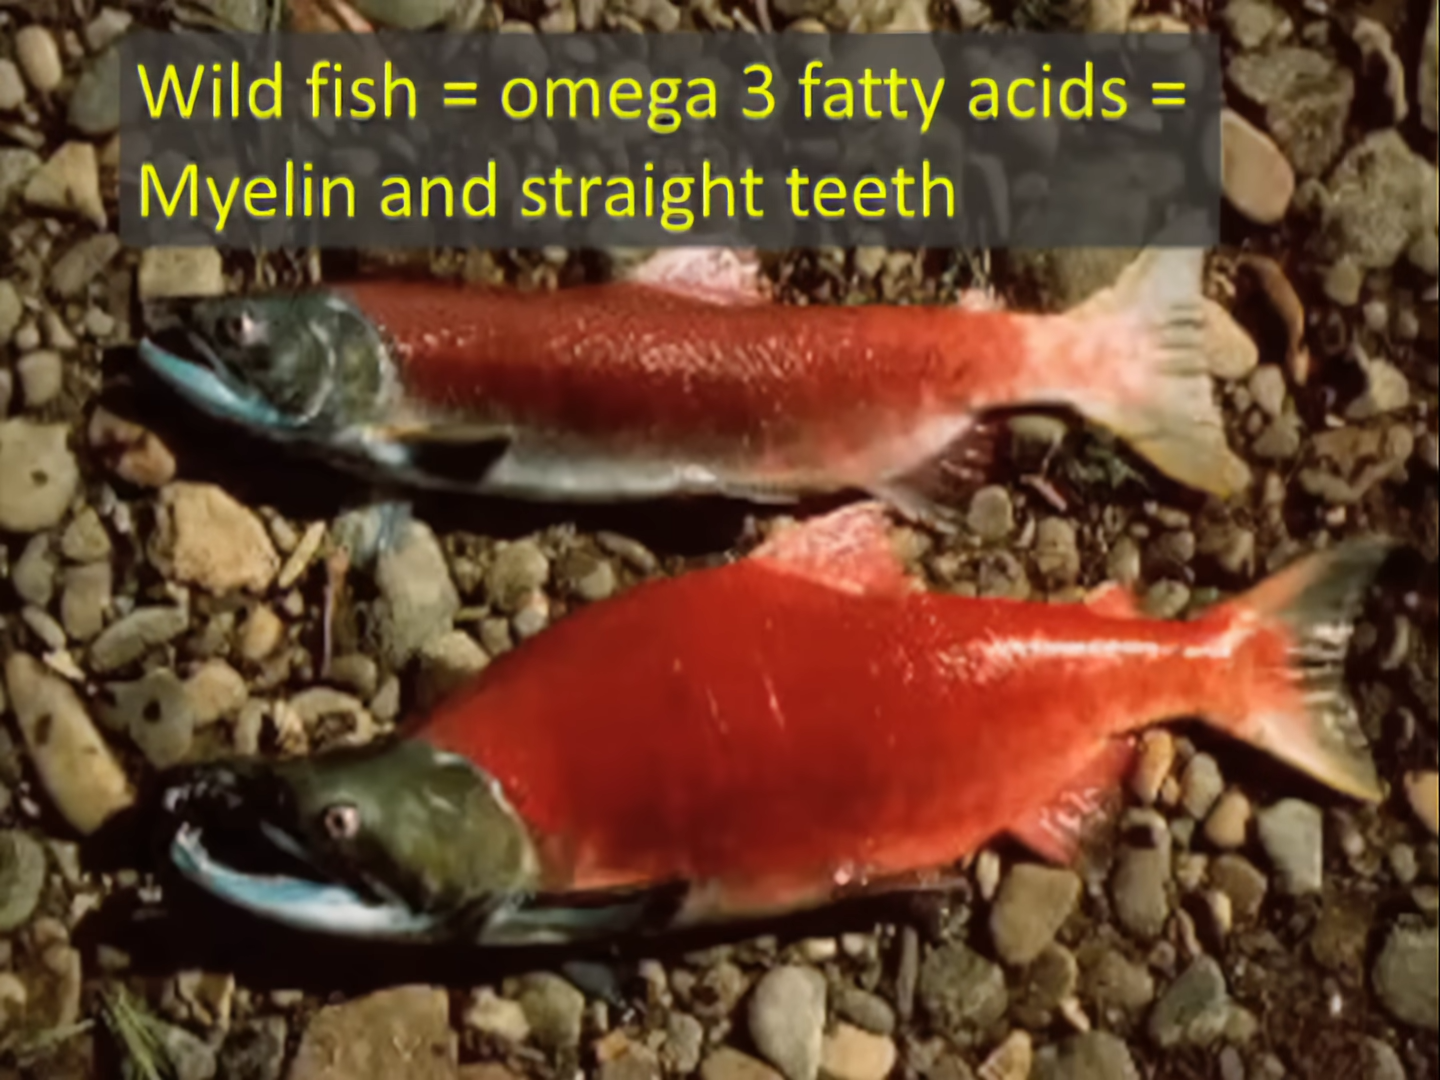 Wild fish = omega 3 fatty acids =
Myelin and straight teeth